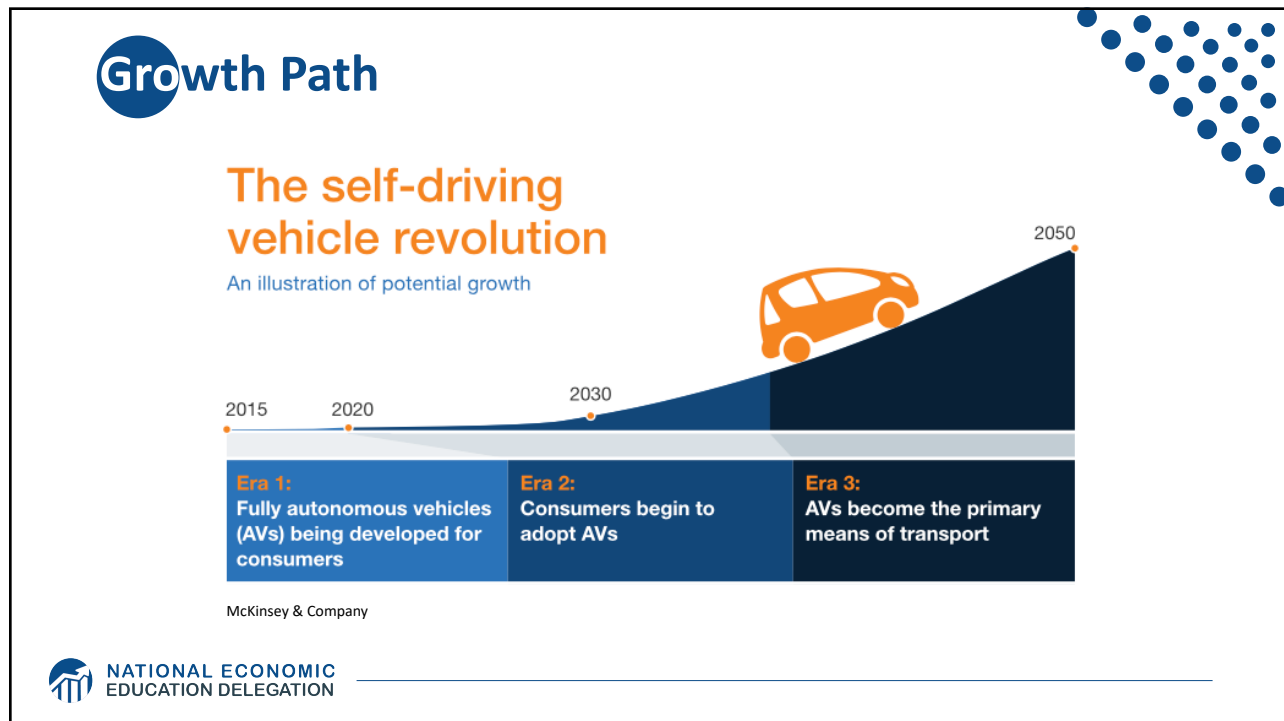 Growth Path
The self-driving
vehicle revolution
An illustration of potential growth
2015
2020
2030
2050
Era 1:
Fully autonomous vehicles
(AVs) being developed for
consumers
Era 2:
Consumers begin to
adopt AVs
Era 3:
AVs become the primary
means of transport
McKinsey & Company
NATIONAL ECONOMIC
EDUCATION DELEGATION